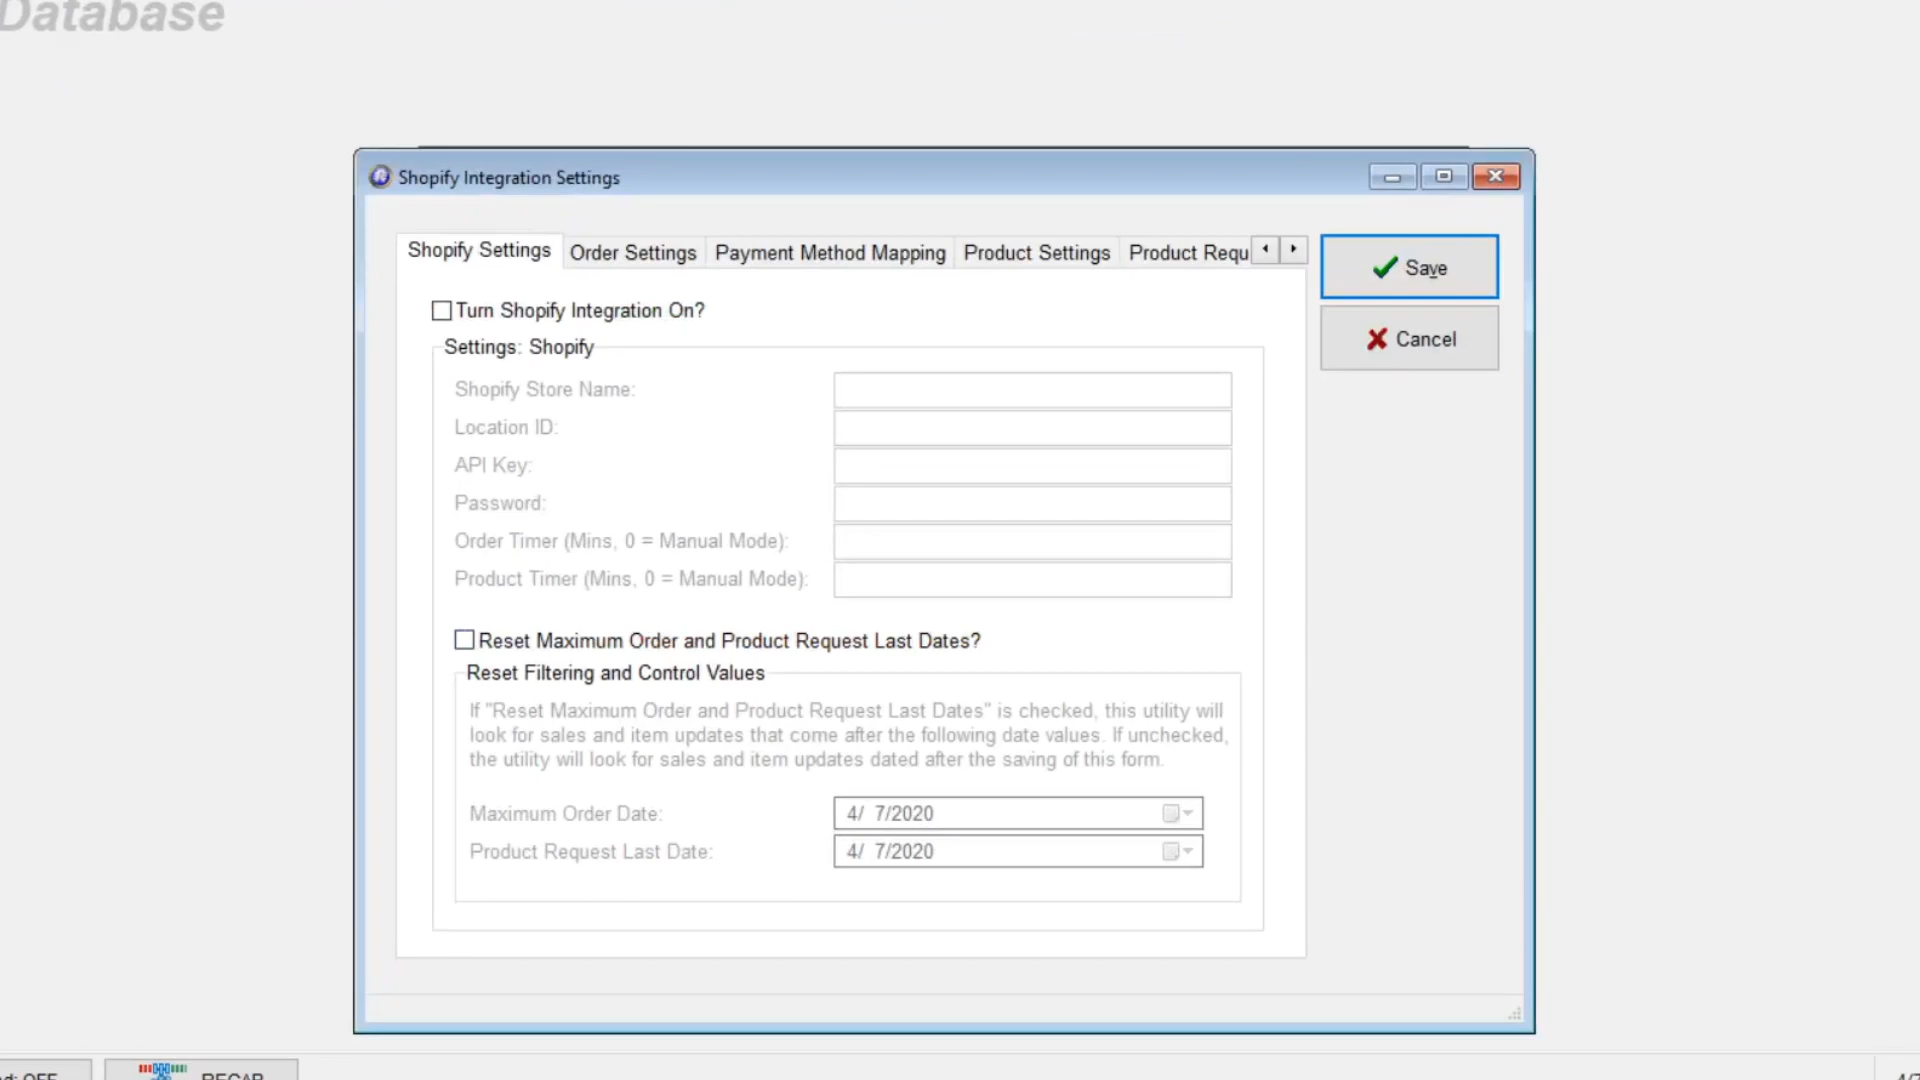 Database
Shopify Integration Settings
Shopify Settings
Order Settings
Payment Method Mapping
Product Settings
Product Requ
Save
Cancel
Turn Shopify Integration On?
Settings: Shopify
Shopify Store Name:
Location ID:
API Key:
Password:
Order Timer (Mins, 0 = Manual Mode):
Product Timer (Mins, 0 = Manual Mode):
Reset Maximum Order and Product Request Last Dates?
Reset Filtering and Control Values
If "Reset Maximum Order and Product Request Last Dates" is checked, this utility will
look for sales and item updates that come after the following date values. If unchecked,
the utility will look for sales and item updates dated after the saving of this form.
Maximum Order Date:
4/ 7/2020
Product Request Last Date:
4/ 7/2020
OFF
RECAP